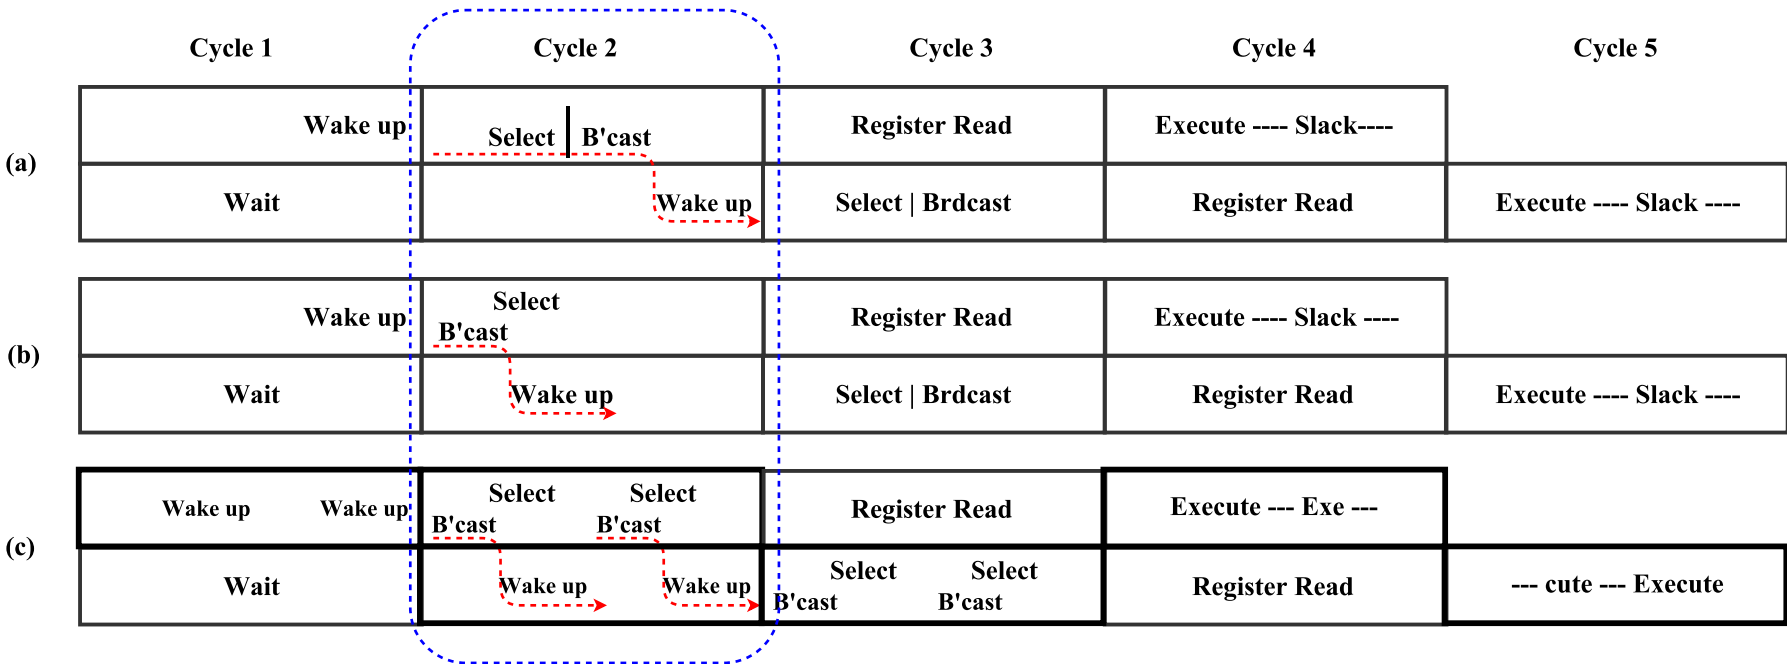 Cycle 1 Cycle 2 Cycle 3 Cycle 4 Cycle 5
(a)
Wake up Select | B'cast Register Read Execute ---- Slack----
Wait Wake up Select | Brdcast Register Read Execute ---- Slack ----
(b)
Wake up Select B'cast Register Read Execute ---- Slack ----
Wait Wake up Select | Brdcast Register Read Execute ---- Slack ----
(c)
Wake up Wake up Select Select B'cast B'cast Register Read Execute --- Exe ---
Wait Wake up Wake up Select Select B'cast B'cast Register Read --- cute --- Execute